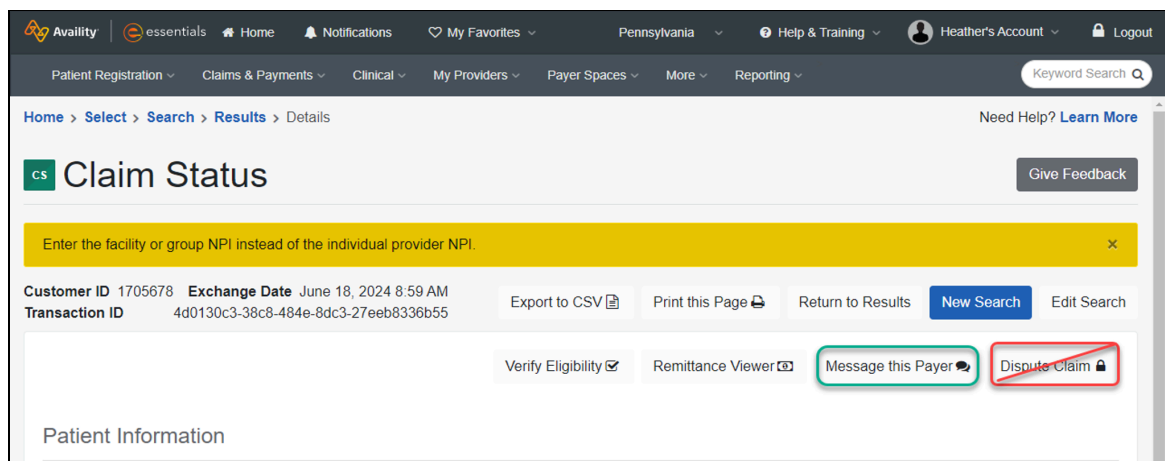 Availity essentials Home Notifications My Favorites Pennsylvania Help & Training Heather's Account Logout
Patient Registration Claims & Payments Clinical My Providers Payer Spaces More Reporting Keyword Search
Home > Select > Search > Results > Details Need Help? Learn More
CS Claim Status Give Feedback
Enter the facility or group NPI instead of the individual provider NPI. ×
Customer ID 1705678 Exchange Date June 18, 2024 8:59 AM
Transaction ID 4d0130c3-38c8-484e-8dc3-27eeb8336b55
Export to CSV Print this Page Return to Results New Search Edit Search
Verify Eligibility Remittance Viewer Message this Payer Dispute Claim
Patient Information